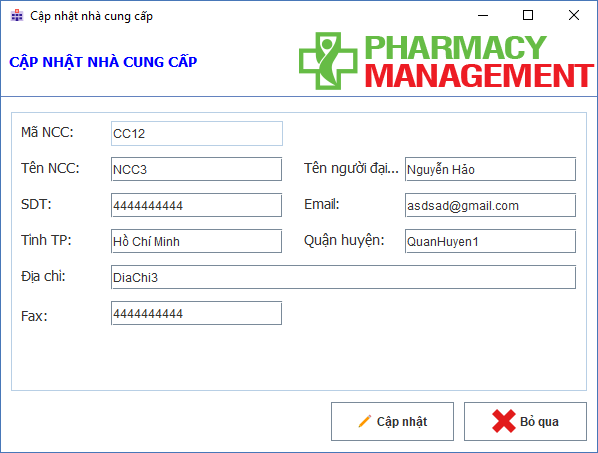 Cập nhật nhà cung cấp
CẬP NHẬT NHÀ CUNG CẤP
PHARMACY
MANAGEMENT
Mã NCC: CC12
Tên NCC: NCC3 Tên người đại... Nguyễn Hảo
SDT: 4444444444 Email: asdsad@gmail.com
Tỉnh TP: Hồ Chí Minh Quận huyện: QuanHuyen1
Địa chỉ: DiaChi3
Fax: 4444444444
Cập nhật Bỏ qua